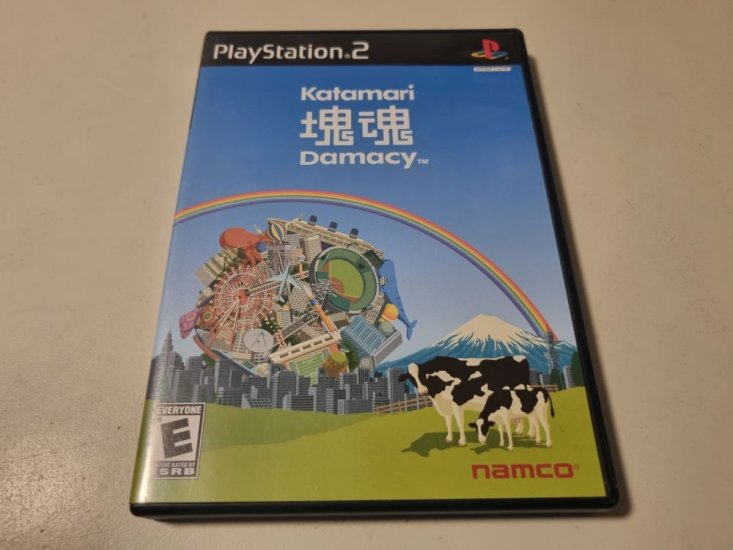 PlayStation®2
Katamari
塊魂
Damacy™
EVERYONE
E
CONTENT RATED BY
ESRB
namco®